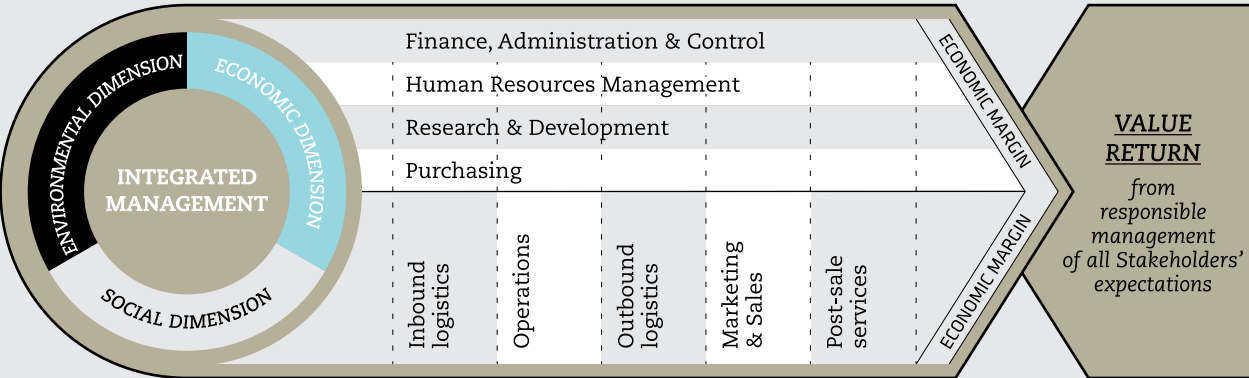 ENVIRONMENTAL DIMENSION
ECONOMIC DIMENSION
SOCIAL DIMENSION
INTEGRATED
MANAGEMENT
Finance, Administration & Control
Human Resources Management
Research & Development
Purchasing
Inbound
logistics
Operations
Outbound
logistics
Marketing
& Sales
Post-sale
services
ECONOMIC MARGIN
ECONOMIC MARGIN
VALUE
RETURN
from
responsible
management
of all Stakeholders’
expectations